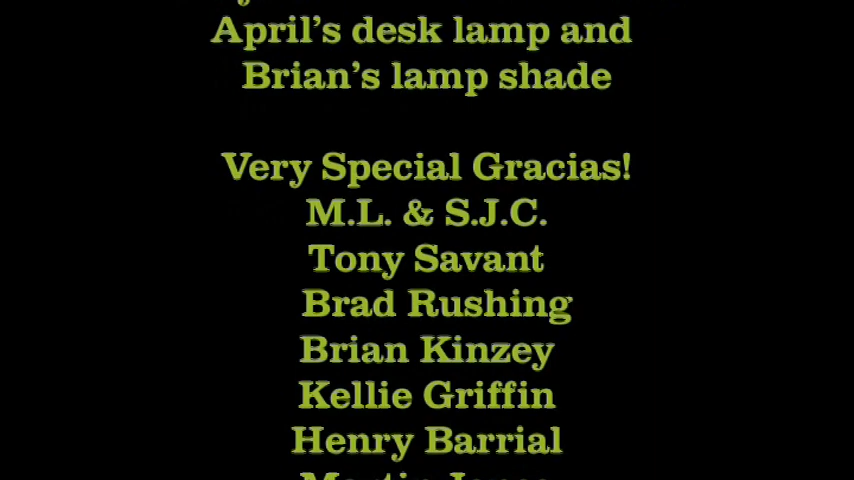 April's desk lamp and
Brian's lamp shade
Very Special Gracias!
M.L. & S.J.C.
Tony Savant
Brad Rushing
Brian Kinzey
Kellie Griffin
Henry Barrial